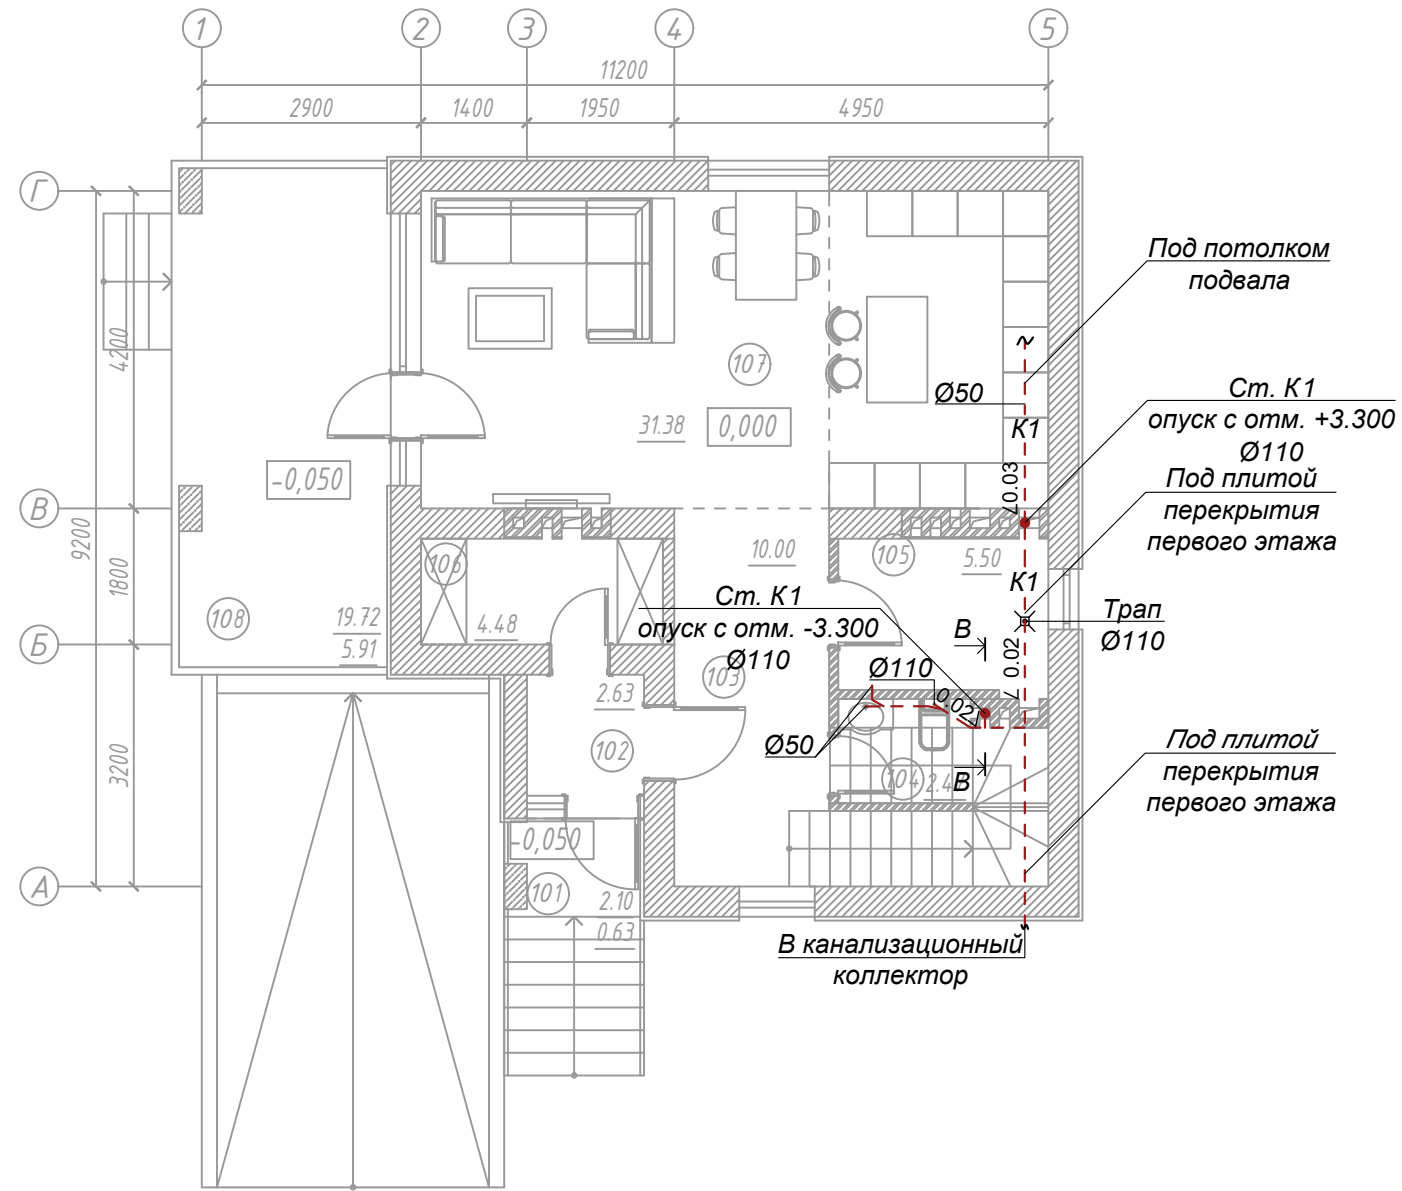 1
2
3
4
5
11200
2900
1400
1950
4950
Г
В
Б
А
4200
9200
1800
3200
Под потолком
подвала
107
Ø50
Ст. К1
опуск с отм. +3.300
Ø110
31.38
0,000
К1
-0,050
0.03
Под плитой
перекрытия
первого этажа
106
10.00
105
5.50
К1
108
19.72
5.91
4.48
Ст. К1
опуск с отм. -3.300
Ø110
В
Трап
Ø110
2.63
103
Ø110
0.02
0.02
102
Ø50
104
2.4
В
Под плитой
перекрытия
первого этажа
-0,050
101
2.10
0.63
В канализационный
коллектор